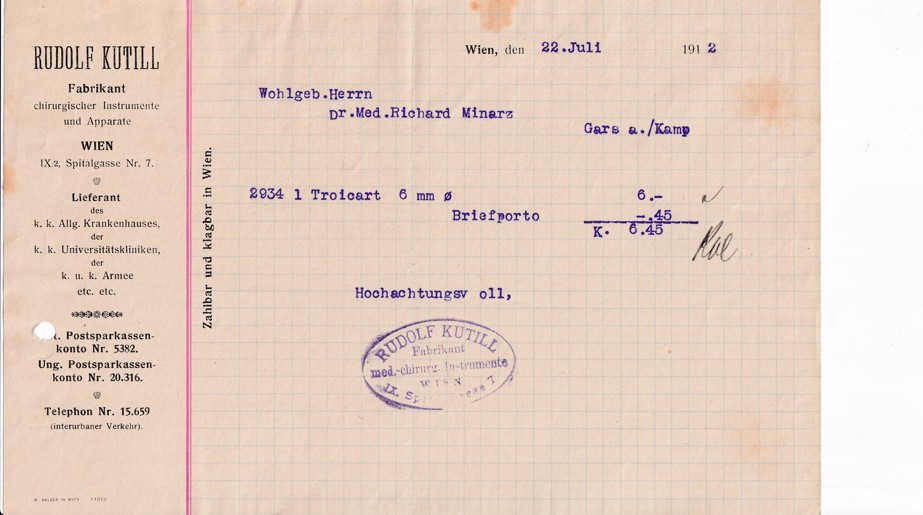 RUDOLF KUTILL
Fabrikant
chirurgischer Instrumente
und Apparate
WIEN
IX/2, Spitalgasse Nr. 7.
Lieferant
des
k. k. Allg. Krankenhauses,
der
k. k. Universitätskliniken,
der
k. u. k. Armee
etc. etc.
k. Postsparkassen-
konto Nr. 5382.
Ung. Postsparkassen-
konto Nr. 20.316.
Telephon Nr. 15.659
(interurbaner Verkehr).
Zahlbar und klagbar in Wien.
Wien, den 22.Juli 1912
Wohlgeb.Herrn
Dr.Med.Richard Minarz
Gars a./Kamp
2934 1 Troicart 6 mm ø 6.-
Briefporto -.45
K. 6.45
Hochachtungsv oll,
RUDOLF KUTILL
Fabrikant
med.-chirurg. Instrumente
WIEN
IX. 7